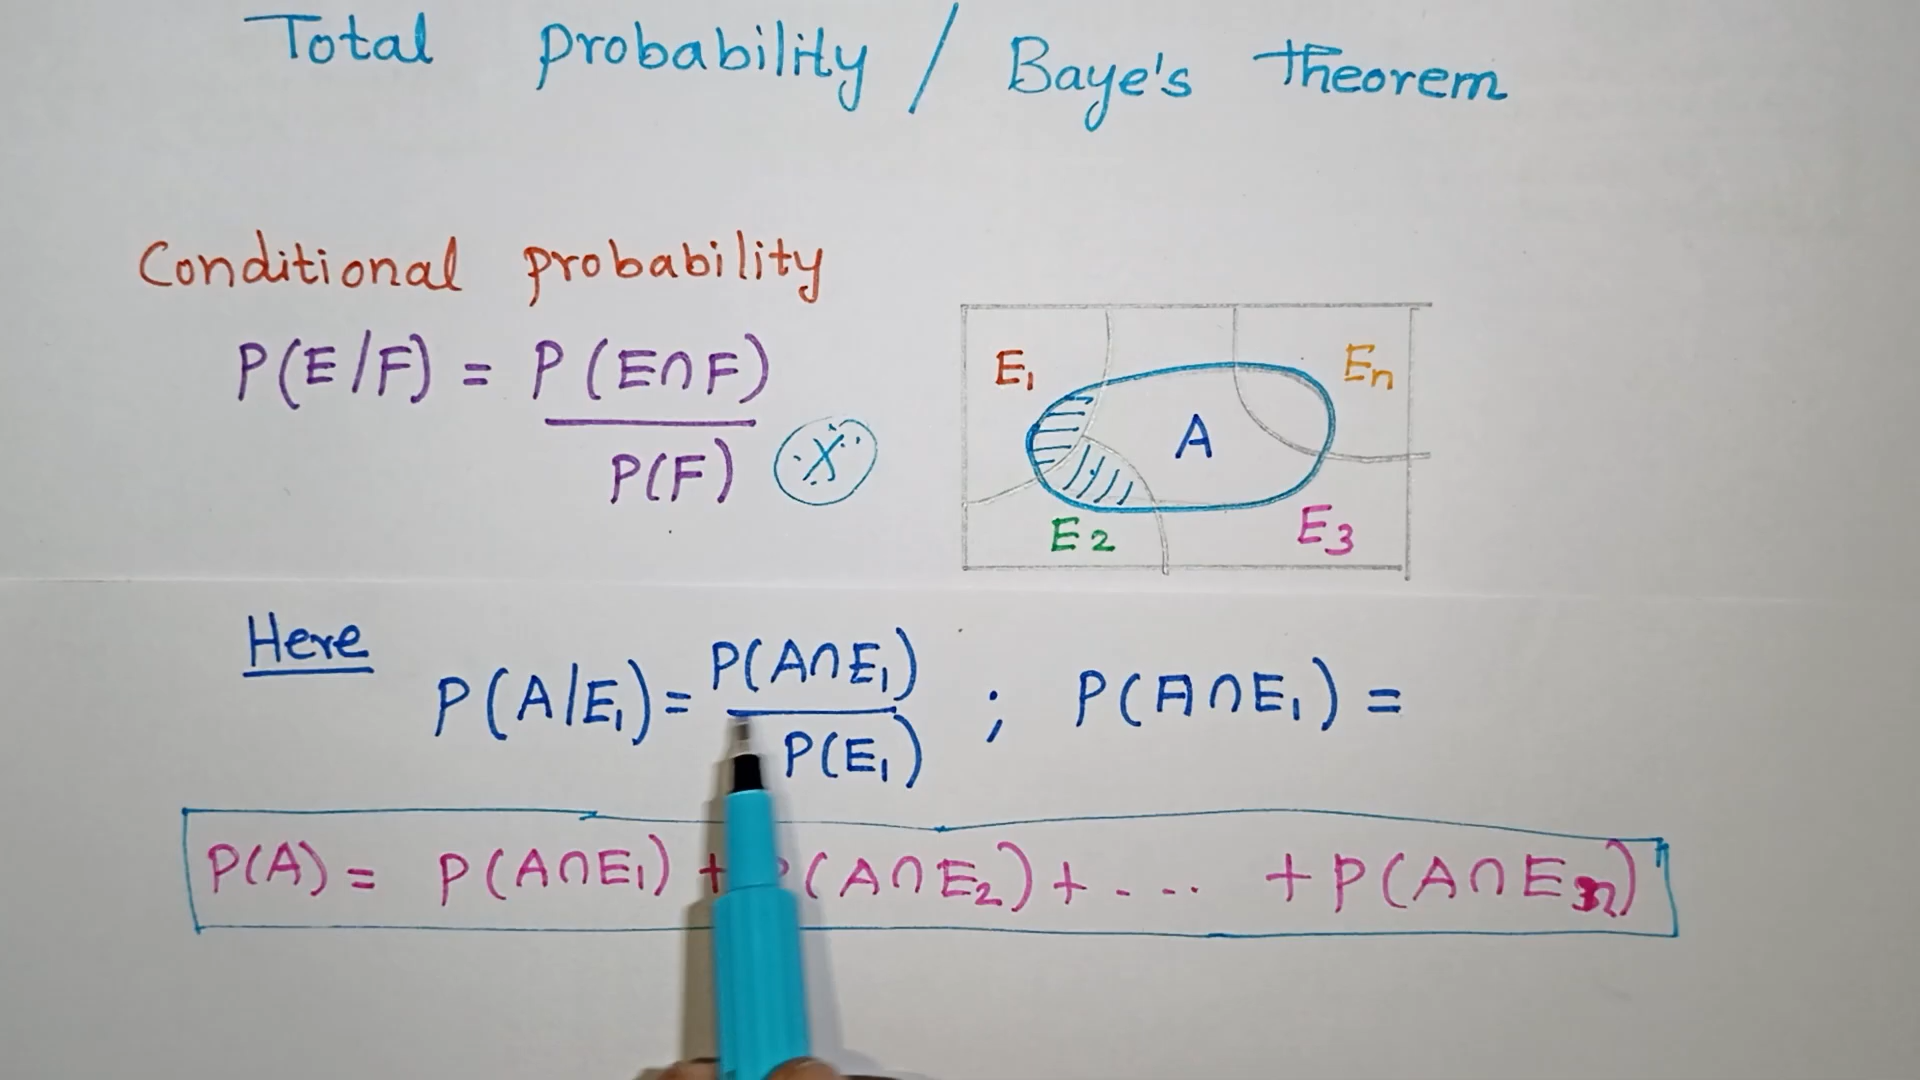 Total probability / Baye's theorem
Conditional probability
P(E/F) = P(E∩F)
P(F)
X
E₁
En
A
E2
E3
Here
P(A/E₁) = P(A∩E₁) ; P(A∩E₁) =
P(E₁)
P(A) = P(A∩E₁) + P(A∩E₂) + - - - + P(A∩En)